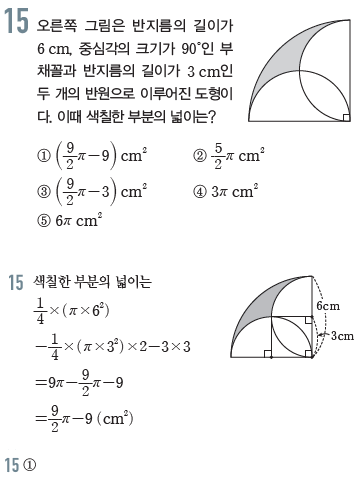 15 오른쪽 그림은 반지름의 길이가
6 cm, 중심각의 크기가 90°인 부
채꼴과 반지름의 길이가 3 cm인
두 개의 반원으로 이루어진 도형이
다. 이때 색칠한 부분의 넓이는?
① (9/2π−9) cm² ② 5/2π cm²
③ (9/2π−3) cm² ④ 3π cm²
⑤ 6π cm²
15 색칠한 부분의 넓이는
1/4×(π×6²)
−1/4×(π×3²)×2−3×3
=9π−9/2π−9
=9/2π−9 (cm²)
6cm
3cm
15 ①